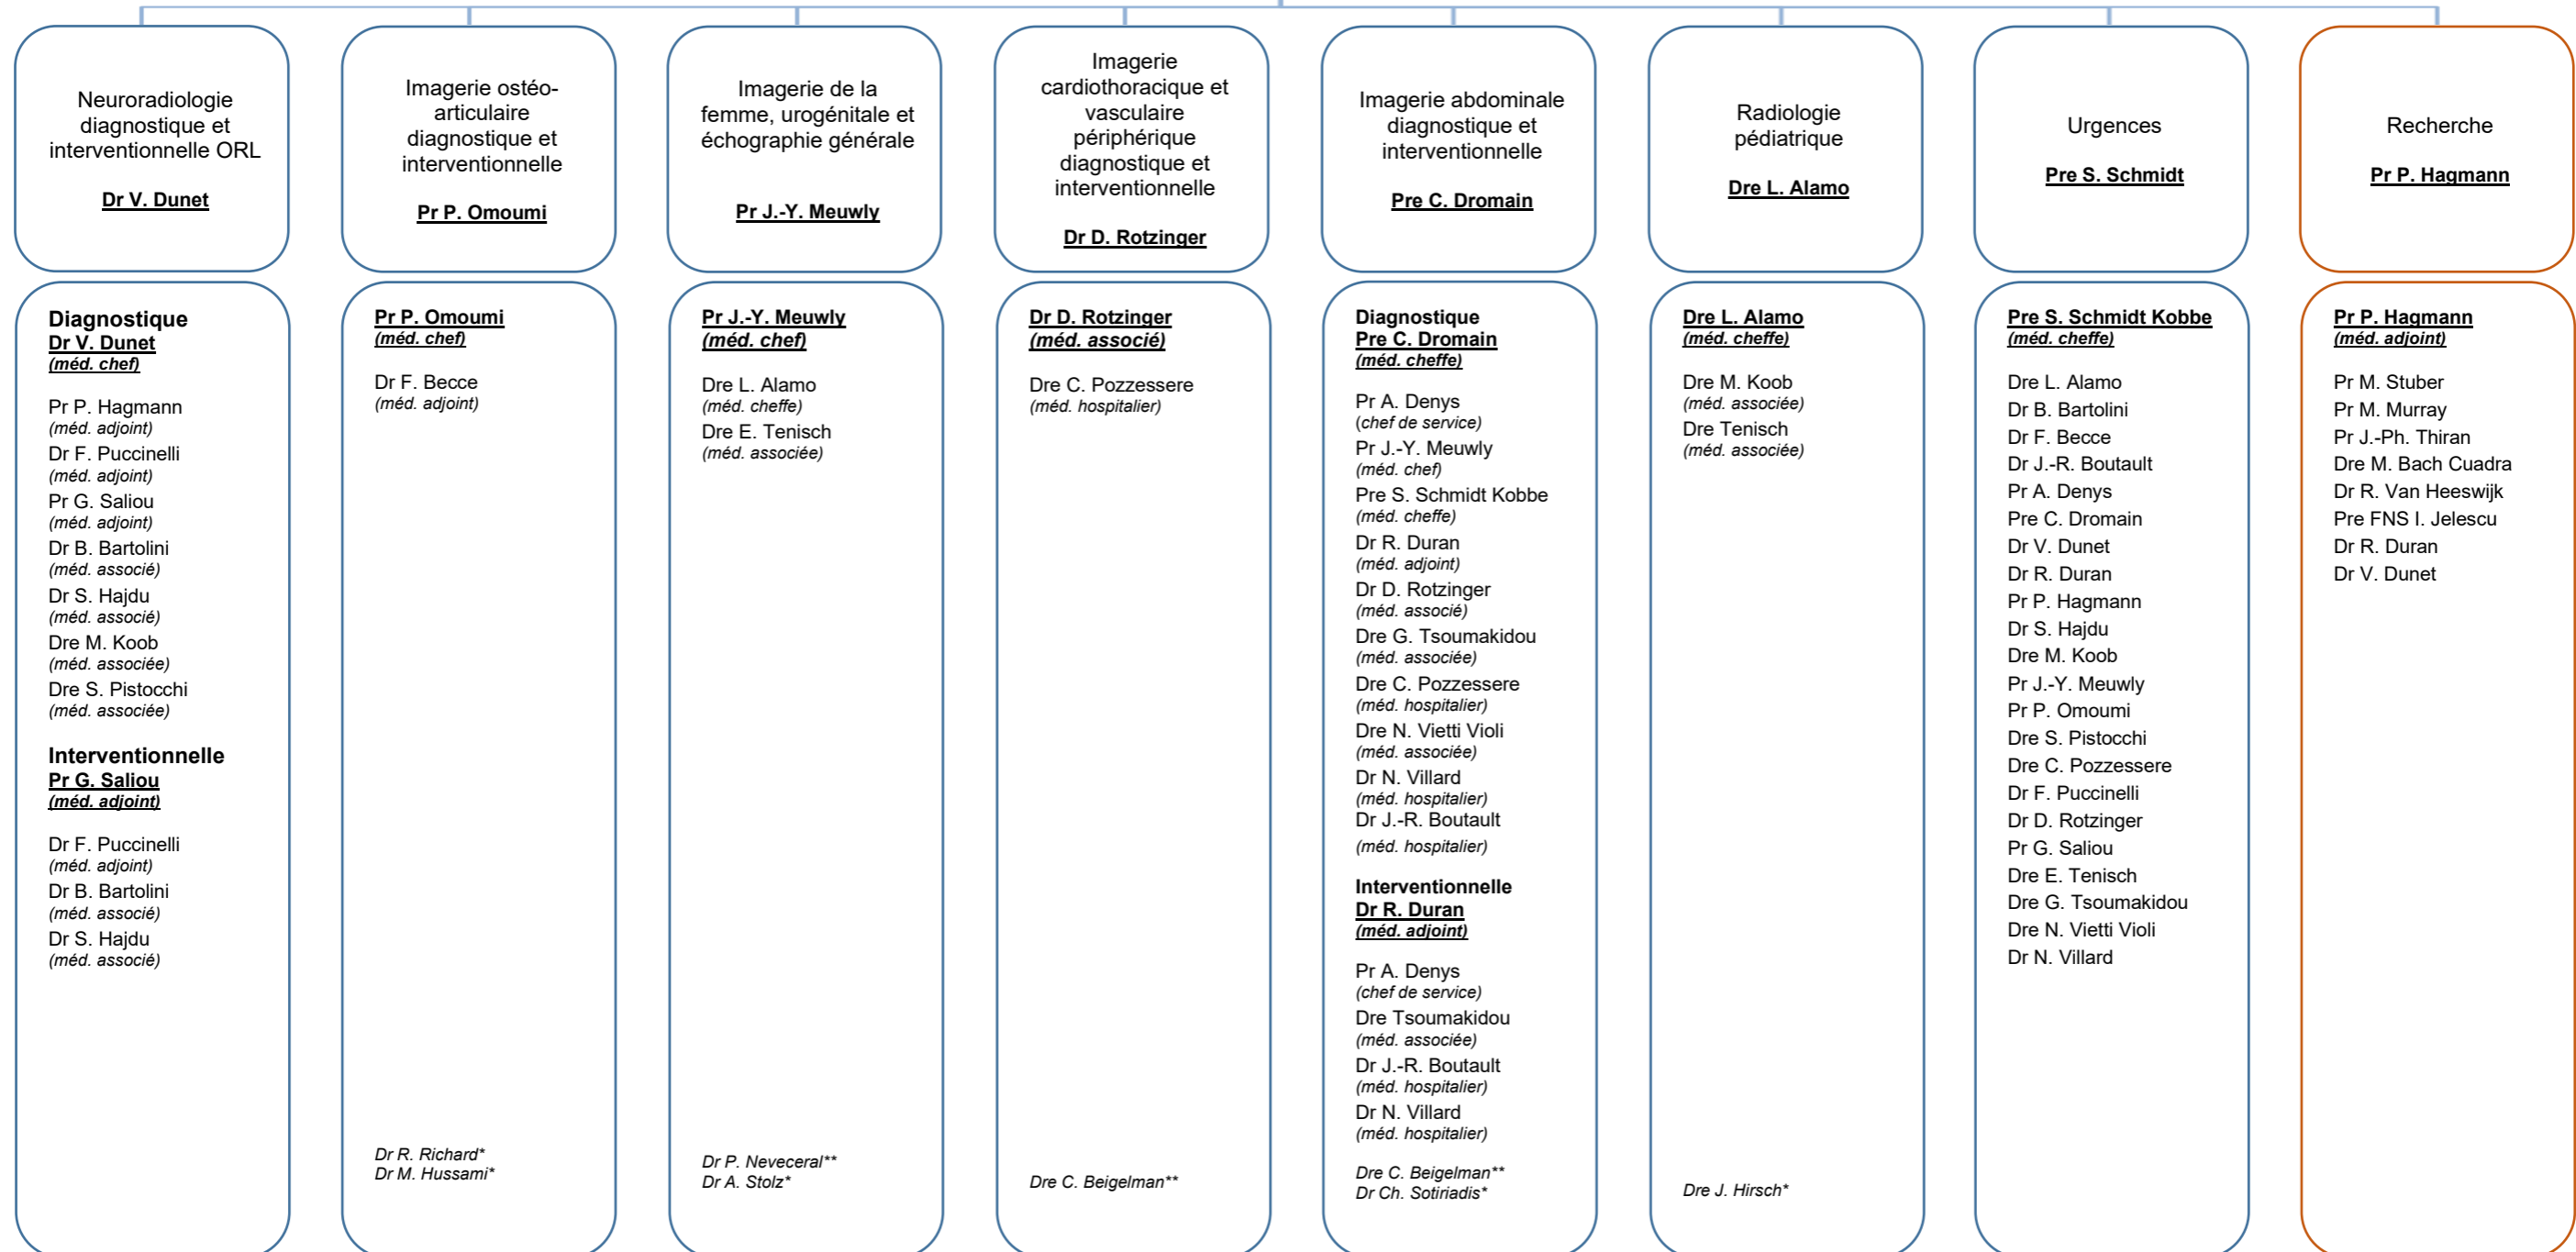 Neuroradiologie
diagnostique et
interventionnelle ORL
Dr V. Dunet
Imagerie ostéo-
articulaire
diagnostique et
interventionnelle
Pr P. Omoumi
Imagerie de la
femme, urogénitale et
échographie générale
Pr J.-Y. Meuwly
Imagerie
cardiothoracique et
vasculaire
périphérique
diagnostique et
interventionnelle
Dr D. Rotzinger
Imagerie abdominale
diagnostique et
interventionnelle
Pre C. Dromain
Radiologie
pédiatrique
Dre L. Alamo
Urgences
Pre S. Schmidt
Recherche
Pr P. Hagmann
Diagnostique
Dr V. Dunet
(méd. chef)
Pr P. Hagmann
(méd. adjoint)
Dr F. Puccinelli
(méd. adjoint)
Pr G. Saliou
(méd. adjoint)
Dr B. Bartolini
(méd. associé)
Dr S. Hajdu
(méd. associé)
Dre M. Koob
(méd. associée)
Dre S. Pistocchi
(méd. associée)
Interventionnelle
Pr G. Saliou
(méd. adjoint)
Dr F. Puccinelli
(méd. adjoint)
Dr B. Bartolini
(méd. associé)
Dr S. Hajdu
(méd. associé)
Pr P. Omoumi
(méd. chef)
Dr F. Becce
(méd. adjoint)
Dr R. Richard*
Dr M. Hussami*
Pr J.-Y. Meuwly
(méd. chef)
Dre L. Alamo
(méd. cheffe)
Dre E. Tenisch
(méd. associée)
Dr P. Neveceral**
Dr A. Stolz*
Dr D. Rotzinger
(méd. associé)
Dre C. Pozzessere
(méd. hospitalier)
Dre C. Beigelman**
Diagnostique
Pre C. Dromain
(méd. cheffe)
Pr A. Denys
(chef de service)
Pr J.-Y. Meuwly
(méd. chef)
Pre S. Schmidt Kobbe
(méd. cheffe)
Dr R. Duran
(méd. adjoint)
Dr D. Rotzinger
(méd. associé)
Dre G. Tsoumakidou
(méd. associée)
Dre C. Pozzessere
(méd. hospitalier)
Dre N. Vietti Violi
(méd. associée)
Dr N. Villard
(méd. hospitalier)
Dr J.-R. Boutault
(méd. hospitalier)
Interventionnelle
Dr R. Duran
(méd. adjoint)
Pr A. Denys
(chef de service)
Dre Tsoumakidou
(méd. associée)
Dr J.-R. Boutault
(méd. hospitalier)
Dr N. Villard
(méd. hospitalier)
Dre C. Beigelman**
Dr Ch. Sotiriadis*
Dre L. Alamo
(méd. cheffe)
Dre M. Koob
(méd. associée)
Dre Tenisch
(méd. associée)
Dre J. Hirsch*
Pre S. Schmidt Kobbe
(méd. cheffe)
Dre L. Alamo
Dr B. Bartolini
Dr F. Becce
Dr J.-R. Boutault
Pr A. Denys
Pre C. Dromain
Dr V. Dunet
Dr R. Duran
Pr P. Hagmann
Dr S. Hajdu
Dre M. Koob
Pr J.-Y. Meuwly
Pr P. Omoumi
Dre S. Pistocchi
Dre C. Pozzessere
Dr F. Puccinelli
Dr D. Rotzinger
Pr G. Saliou
Dre E. Tenisch
Dre G. Tsoumakidou
Dre N. Vietti Violi
Dr N. Villard
Pr P. Hagmann
(méd. adjoint)
Pr M. Stuber
Pr M. Murray
Pr J.-Ph. Thiran
Dre M. Bach Cuadra
Dr R. Van Heeswijk
Pre FNS I. Jelescu
Dr R. Duran
Dr V. Dunet